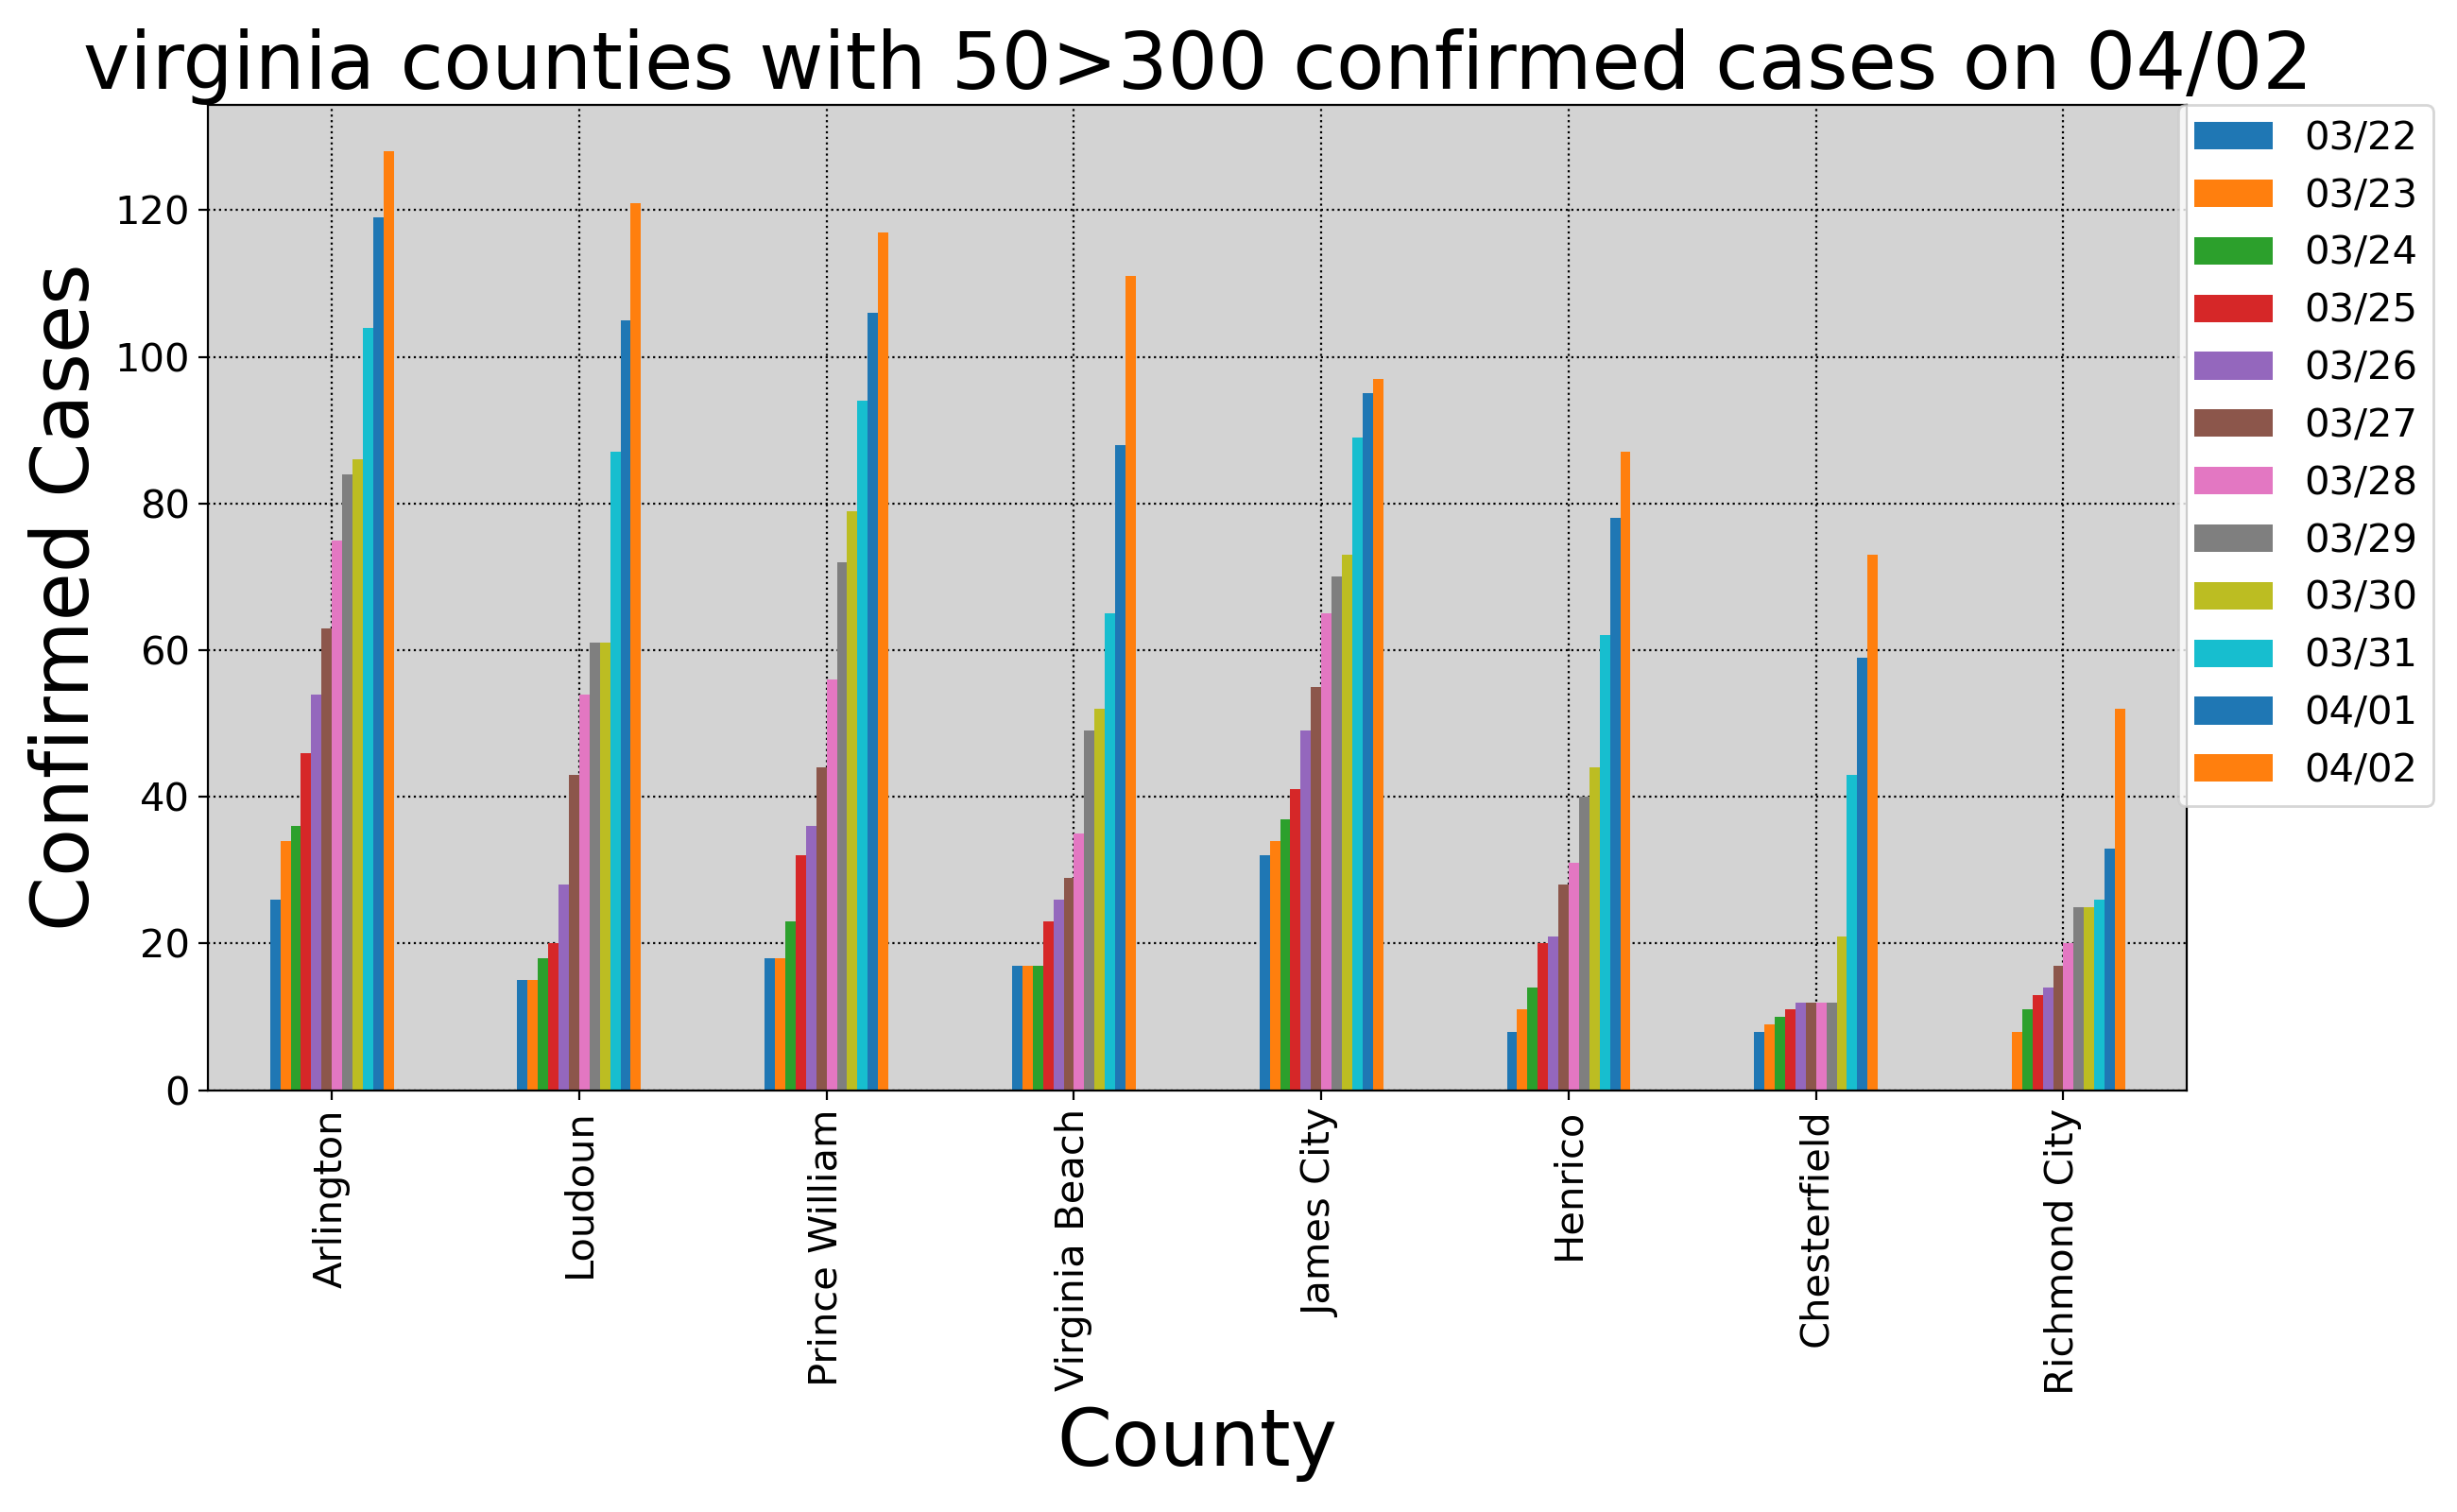 virginia counties with 50>300 confirmed cases on 04/02
Confirmed Cases
120
100
80
60
40
20
0
03/22
03/23
03/24
03/25
03/26
03/27
03/28
03/29
03/30
03/31
04/01
04/02
Arlington
Loudoun
Prince William
Virginia Beach
James City
Henrico
Chesterfield
Richmond City
County